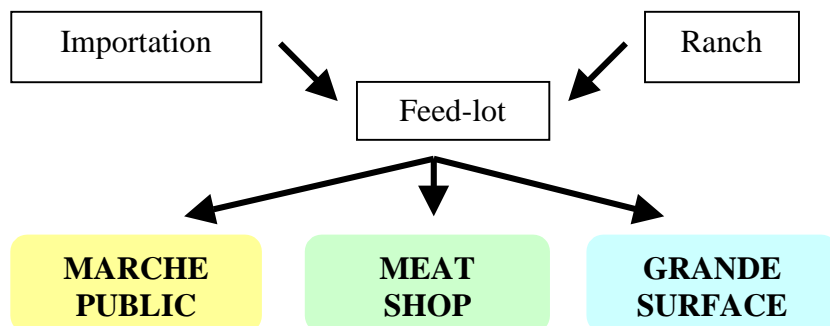 Importation
Ranch
Feed-lot
MARCHE
PUBLIC
MEAT
SHOP
GRANDE
SURFACE